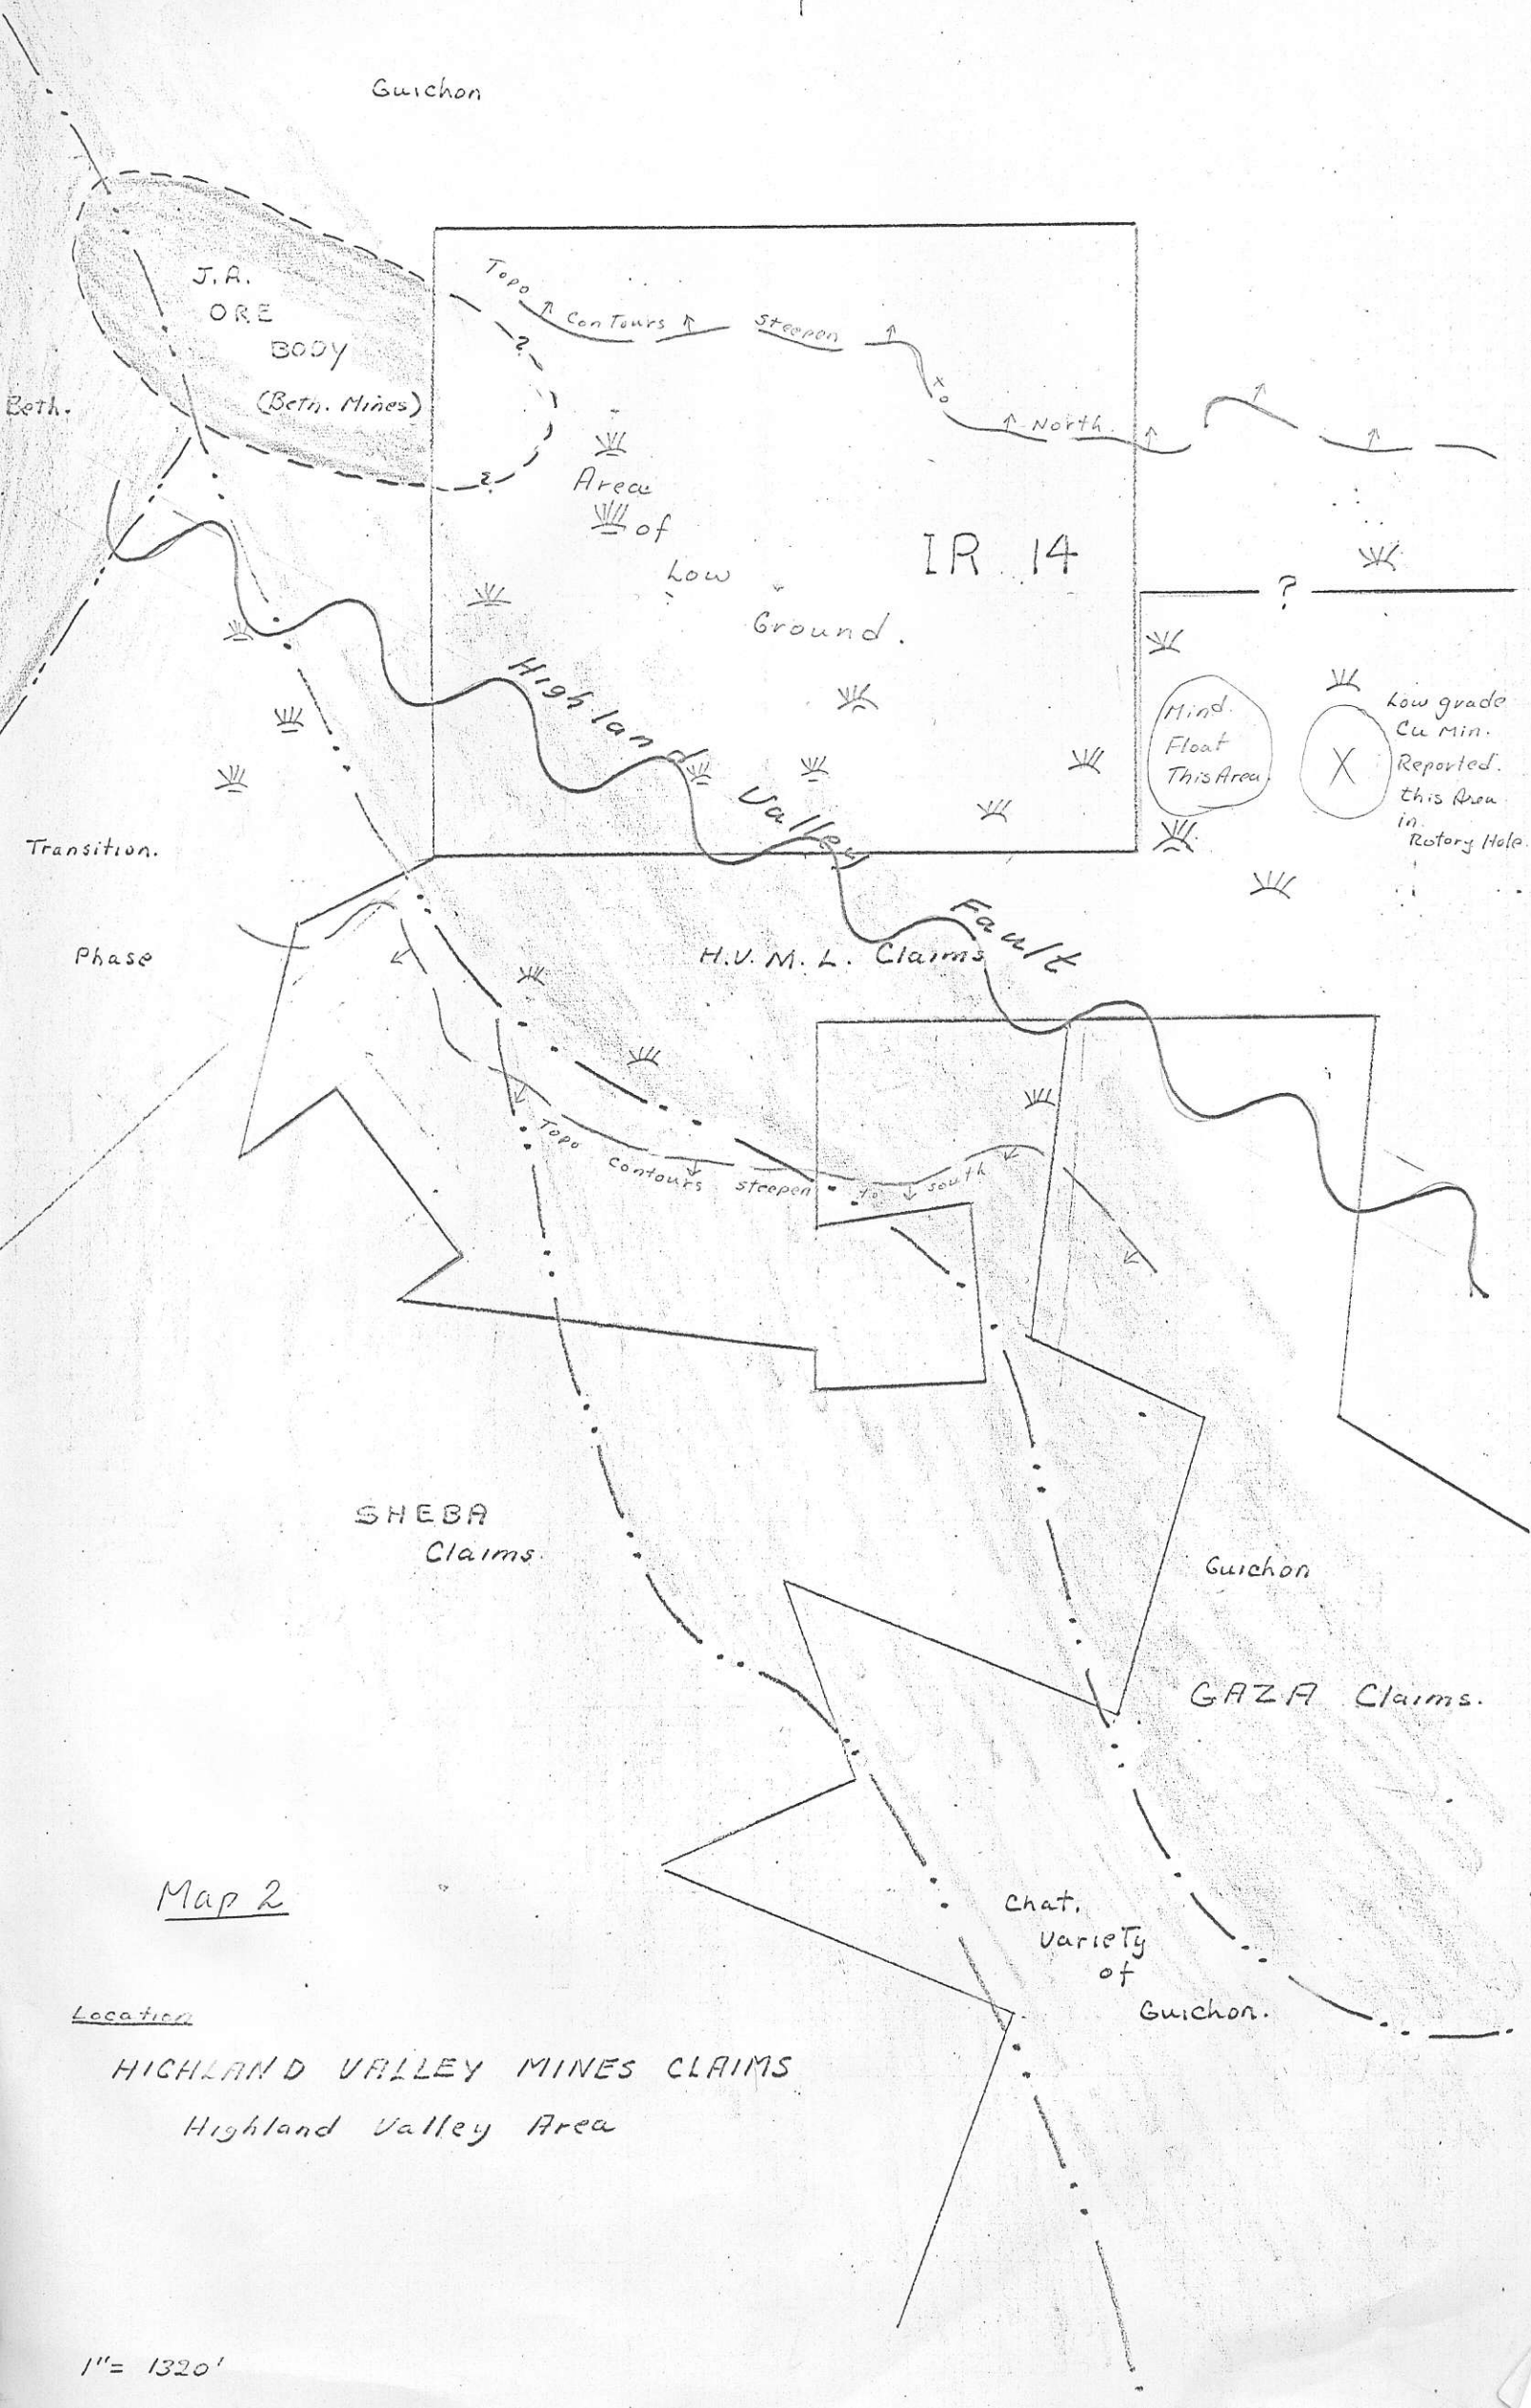 Guichon
J.A.
ORE
BODY
(Beth. Mines)
Beth.
Topo Contours Steepen North.
?
?
Area
of
Low
Ground.
IR 14
?
Mind.
Float
This Area.
X
Low grade
Cu Min.
Reported.
this Area
in
Rotory Hole.
Highland Valley Fault
Transition.
Phase
H.V.M.L. Claims
Topo contours steepen to south
SHEBA
Claims.
Guichon
GAZA Claims.
Chat.
Variety
of
Guichon.
Map 2
Location
HIGHLAND VALLEY MINES CLAIMS
Highland Valley Area
1"= 1320'